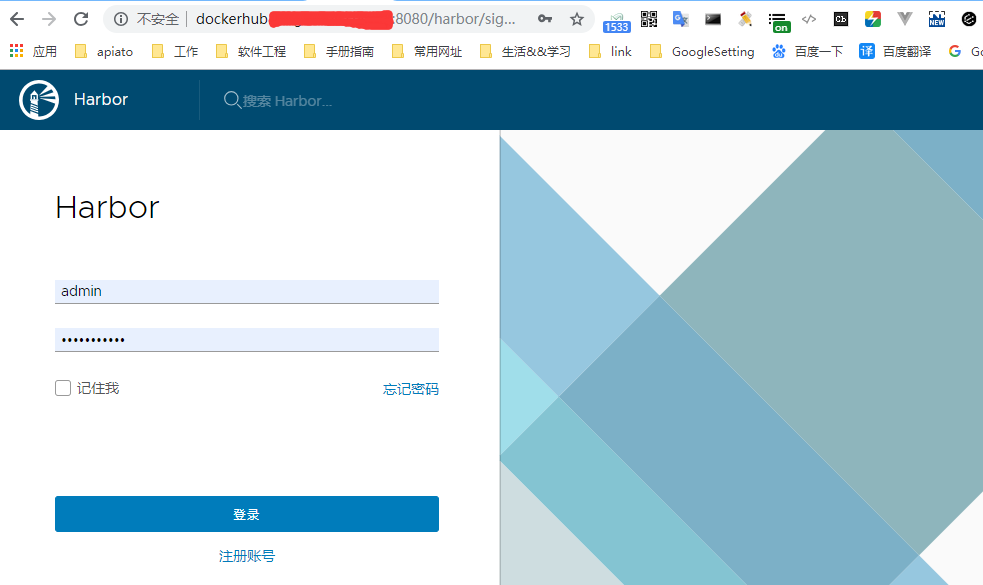 不安全 dockerhub :8080/harbor/sig... 1533 on Cb NEW
应用 apiato 工作 软件工程 手册指南 常用网址 生活&&学习 link GoogleSetting 百度一下 译 百度翻译 G
Harbor 搜索 Harbor...
Harbor
admin
•••••••••••
记住我 忘记密码
登录
注册账号